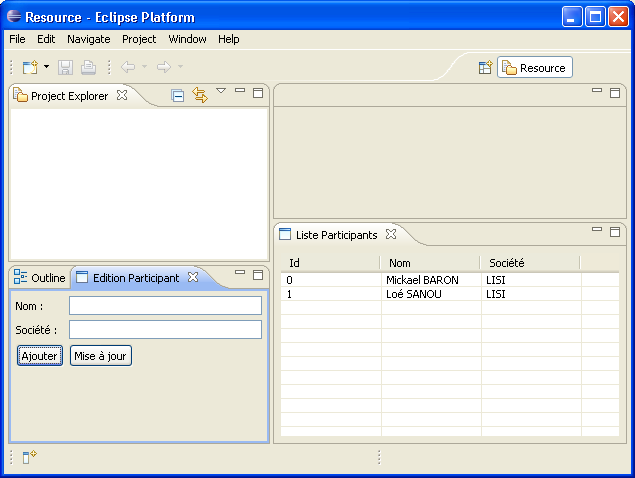 Resource - Eclipse Platform
File Edit Navigate Project Window Help
Resource
Project Explorer
Liste Participants
Id Nom Société
0 Mickael BARON LISI
1 Loé SANOU LISI
Outline Edition Participant
Nom :
Société :
Ajouter Mise à jour